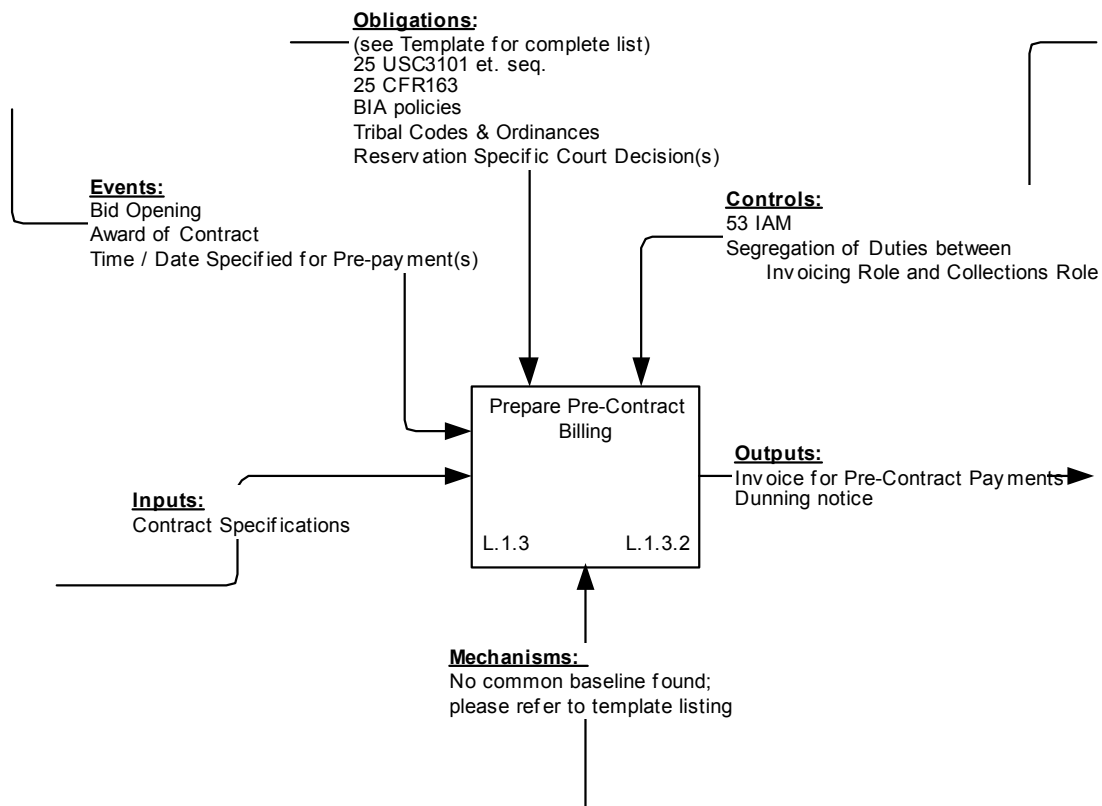 Obligations:
(see Template for complete list)
25 USC3101 et. seq.
25 CFR163
BIA policies
Tribal Codes & Ordinances
Reservation Specific Court Decision(s)
Events:
Bid Opening
Award of Contract
Time / Date Specified for Pre-payment(s)
Controls:
53 IAM
Segregation of Duties between
Invoicing Role and Collections Role
Prepare Pre-Contract
Billing
L.1.3 L.1.3.2
Inputs:
Contract Specifications
Outputs:
Invoice for Pre-Contract Payments
Dunning notice
Mechanisms:
No common baseline found;
please refer to template listing